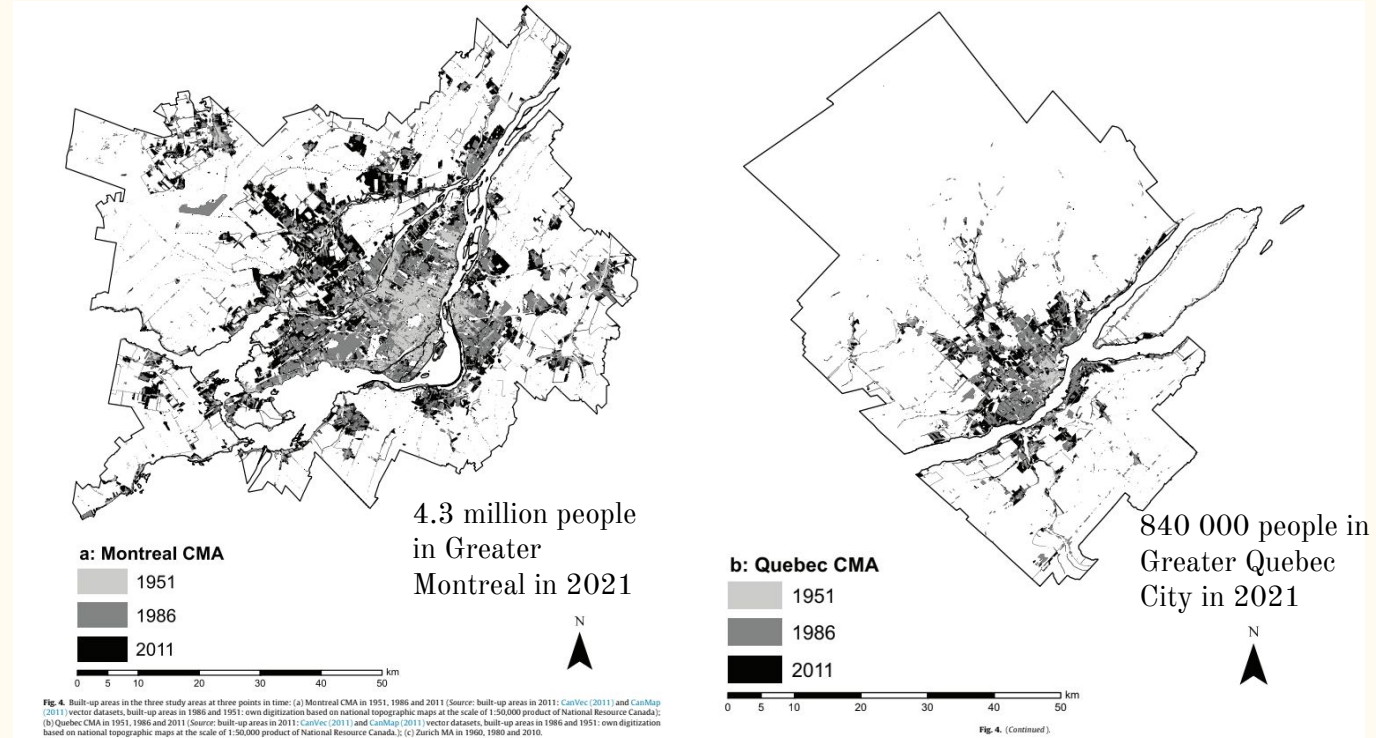 4.3 million people
in Greater
Montreal in 2021
a: Montreal CMA
1951
1986
2011
N
km
0 5 10 20 30 40 50
Fig. 4. Built-up areas in the three study areas at three points in time: (a) Montreal CMA in 1951, 1986 and 2011 (Source: built-up areas in 2011: CanVec (2011) and CanMap
(2011) vector datasets, built-up areas in 1986 and 1951: own digitization based on national topographic maps at the scale of 1:50,000 product of National Resource Canada);
(b) Quebec CMA in 1951, 1986 and 2011 (Source: built-up areas in 2011: CanVec (2011) and CanMap (2011) vector datasets, built-up areas in 1986 and 1951: own digitization
based on national topographic maps at the scale of 1:50,000 product of National Resource Canada.); (c) Zurich MA in 1960, 1980 and 2010.
840 000 people in
Greater Quebec
City in 2021
b: Quebec CMA
1951
1986
2011
N
km
0 5 10 20 30 40 50
Fig. 4. (Continued).